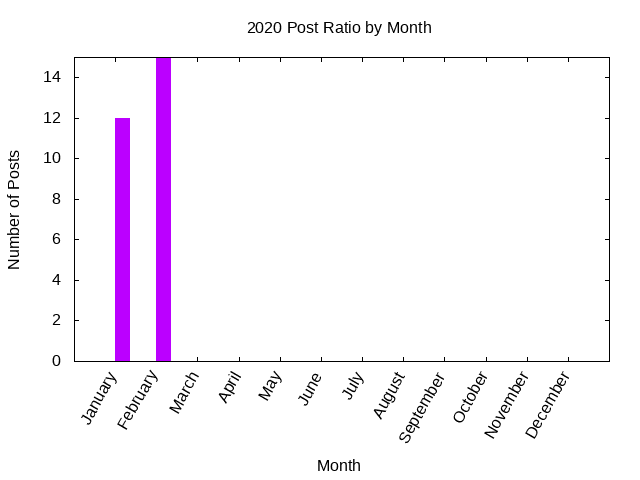 2020 Post Ratio by Month
14
12
10
8
6
4
2
0
Number of Posts
January
February
March
April
May
June
July
August
September
October
November
December
Month